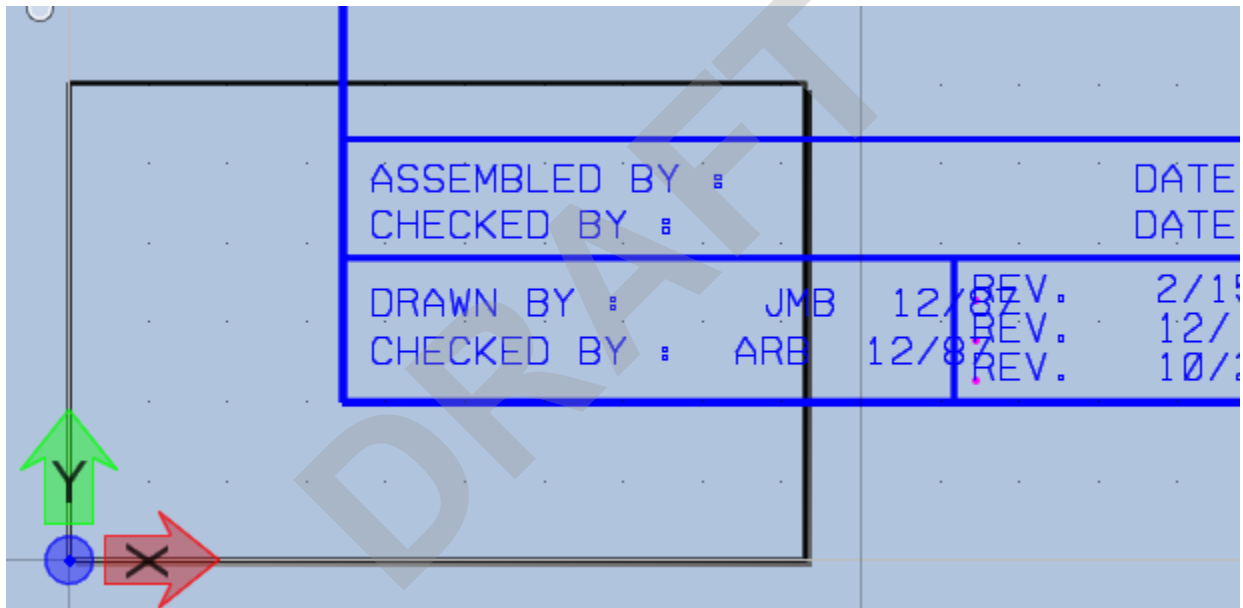 DRAFT
ASSEMBLED BY : DATE
CHECKED BY : DATE
DRAWN BY : JMB 12/87 REV. 2/15
REV. 12/
CHECKED BY : ARB 12/87 REV. 10/2
Y
X